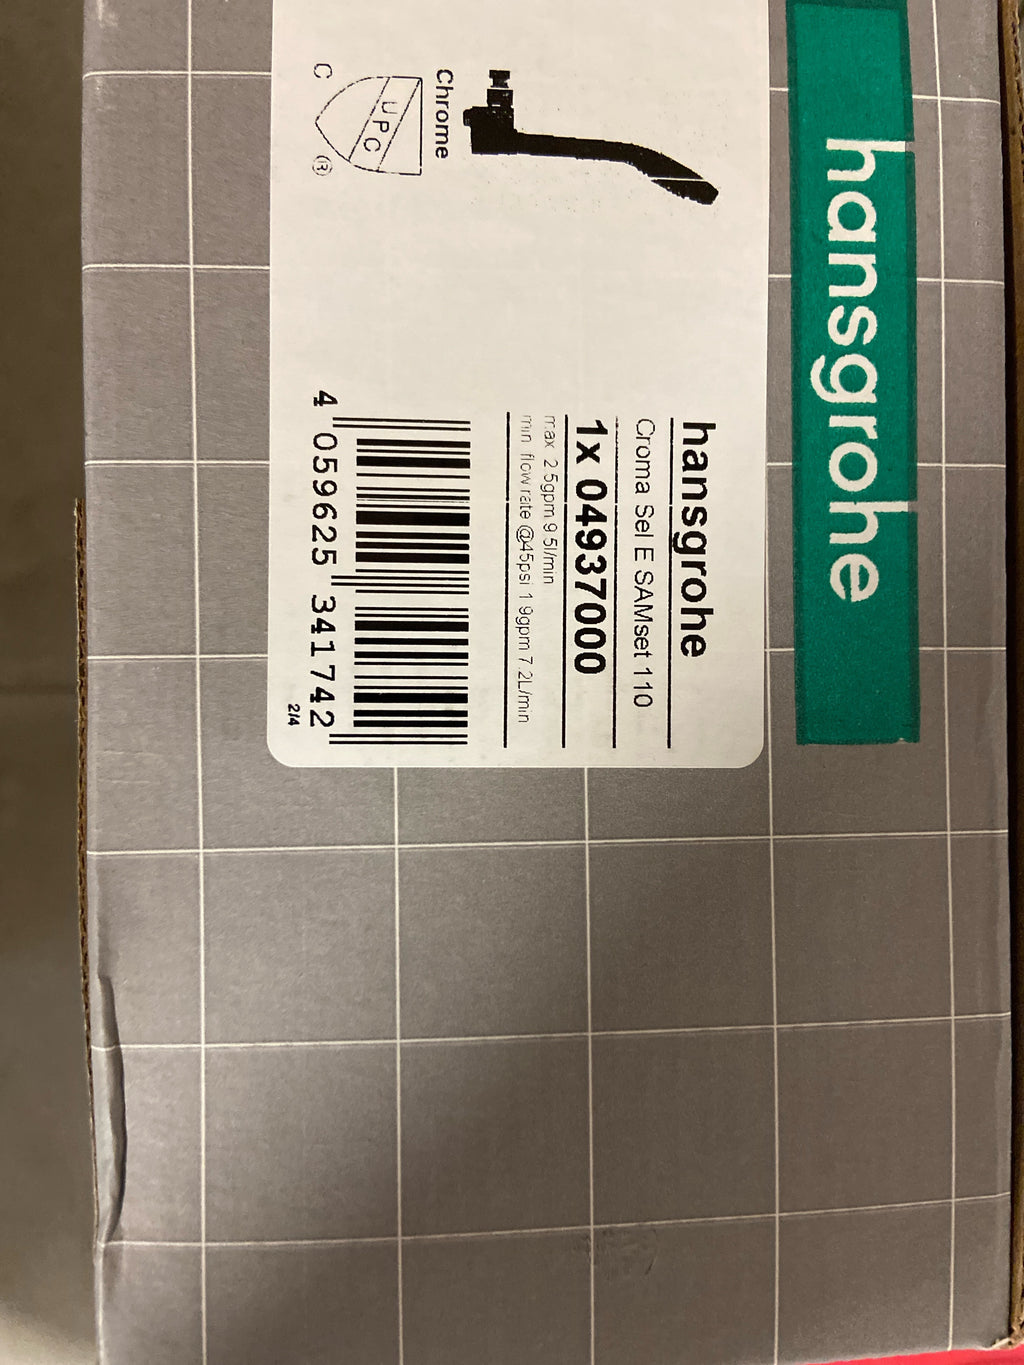 hansgrohe
hansgrohe
Croma Sel E SAMset 110
1x 04937000
max 2.5gpm 9.5l/min
min flow rate @45psi 1.9gpm 7.2L/min
Chrome
UPC
C ®
4 059625 341742
2/4